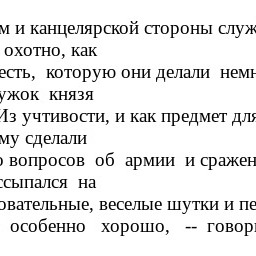 м и канцелярской стороны служ
охотно, как
есть, которую они делали немн
ужок князя
Из учтивости, и как предмет для
му сделали
о вопросов об армии и сражен
ссыпался на
овательные, веселые шутки и пе
особенно хорошо, -- говори